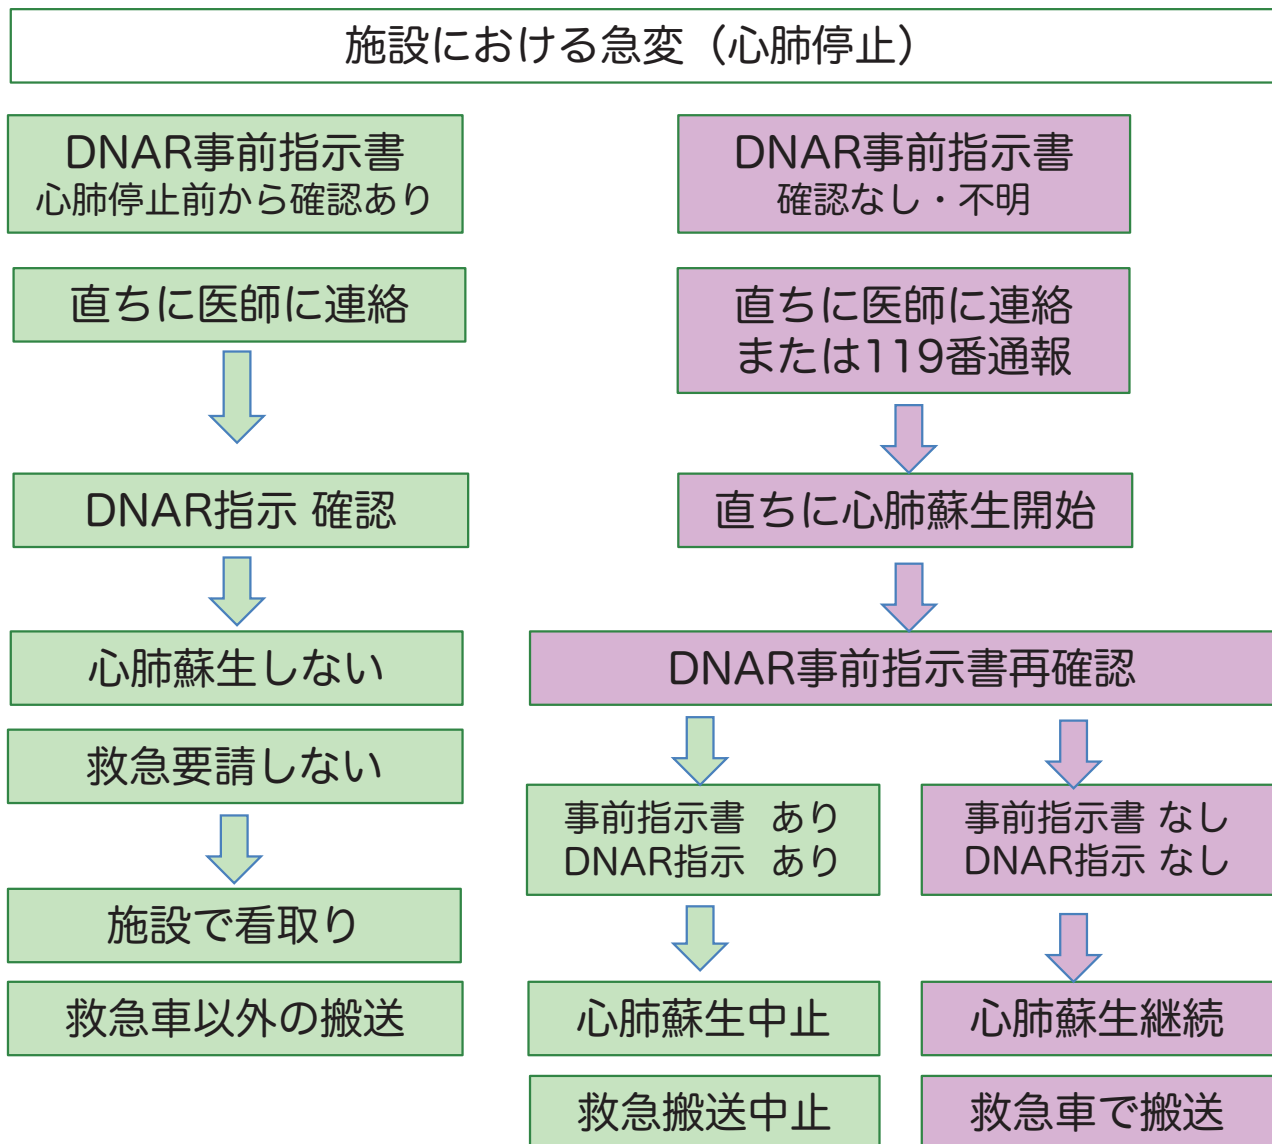 施設における急変（心肺停止）
DNAR事前指示書
心肺停止前から確認あり
直ちに医師に連絡
DNAR指示 確認
心肺蘇生しない
救急要請しない
施設で看取り
救急車以外の搬送
DNAR事前指示書
確認なし・不明
直ちに医師に連絡
または119番通報
直ちに心肺蘇生開始
DNAR事前指示書再確認
事前指示書 あり
DNAR指示 あり
心肺蘇生中止
救急搬送中止
事前指示書 なし
DNAR指示 なし
心肺蘇生継続
救急車で搬送